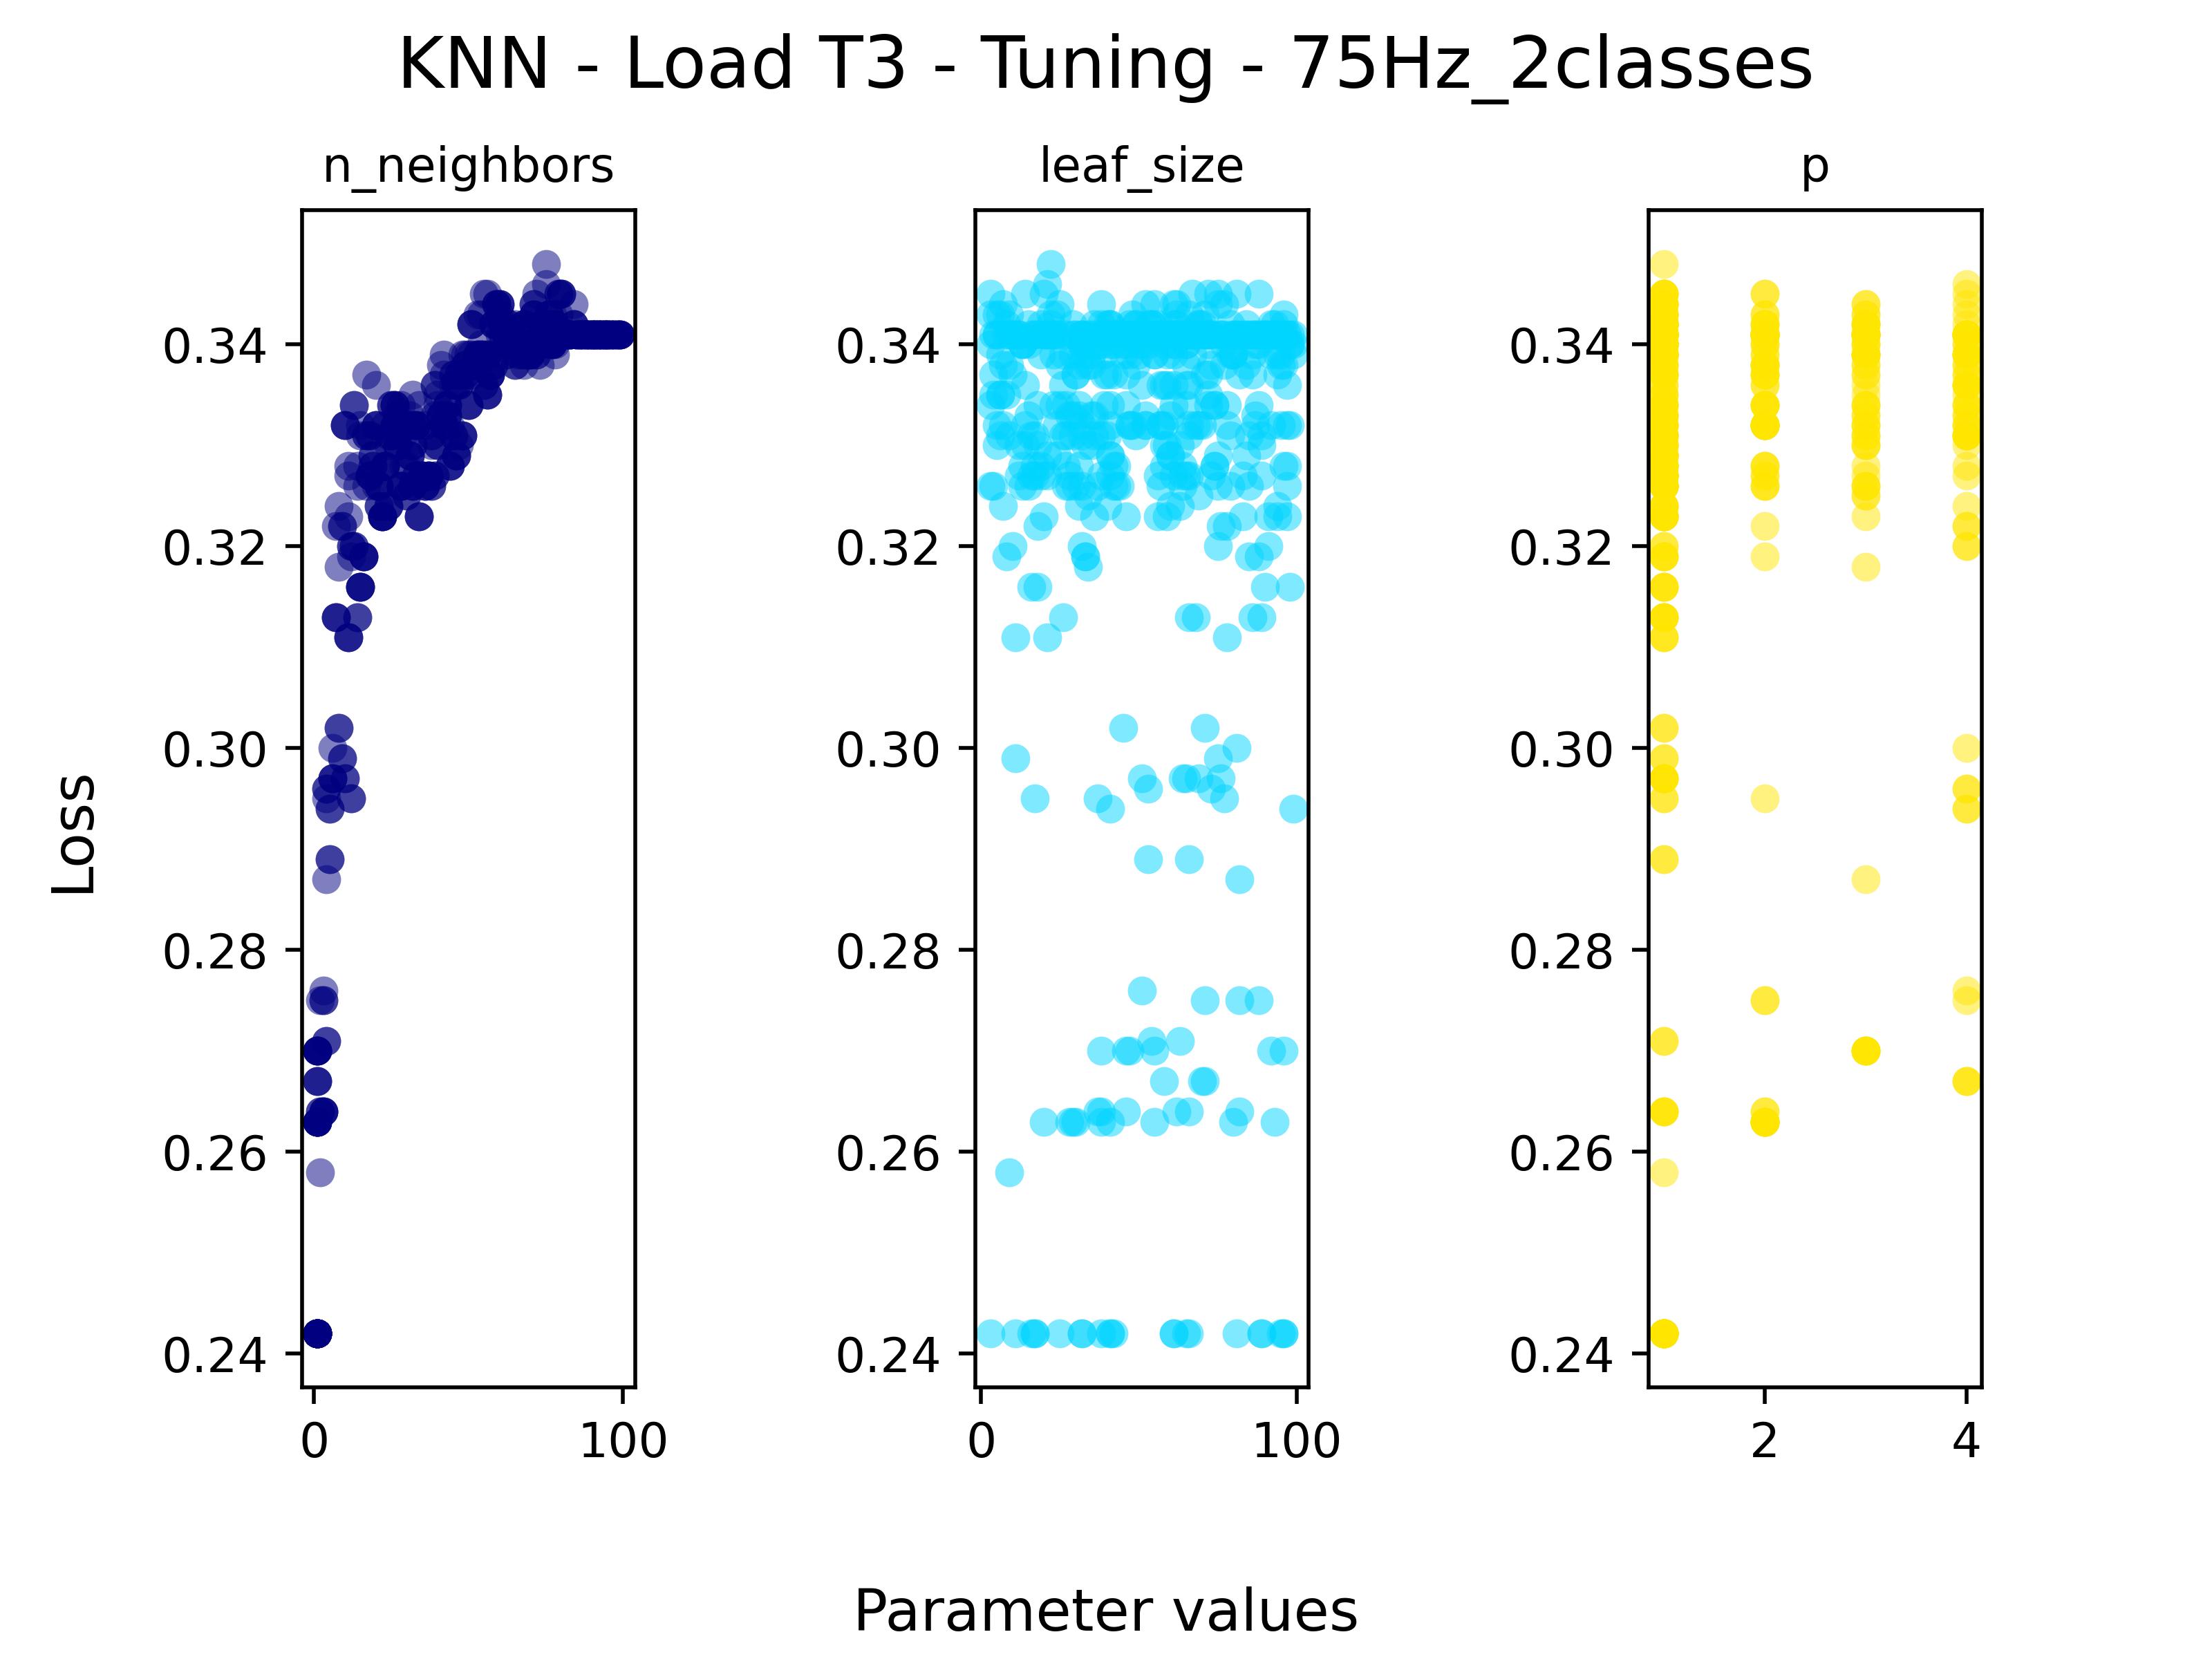 KNN - Load T3 - Tuning - 75Hz_2classes
n_neighbors
leaf_size
p
0.34 0.34 0.34
0.32 0.32 0.32
0.30 0.30 0.30
0.28 0.28 0.28
0.26 0.26 0.26
0.24 0.24 0.24
Loss
0 100 0 100 2 4
Parameter values